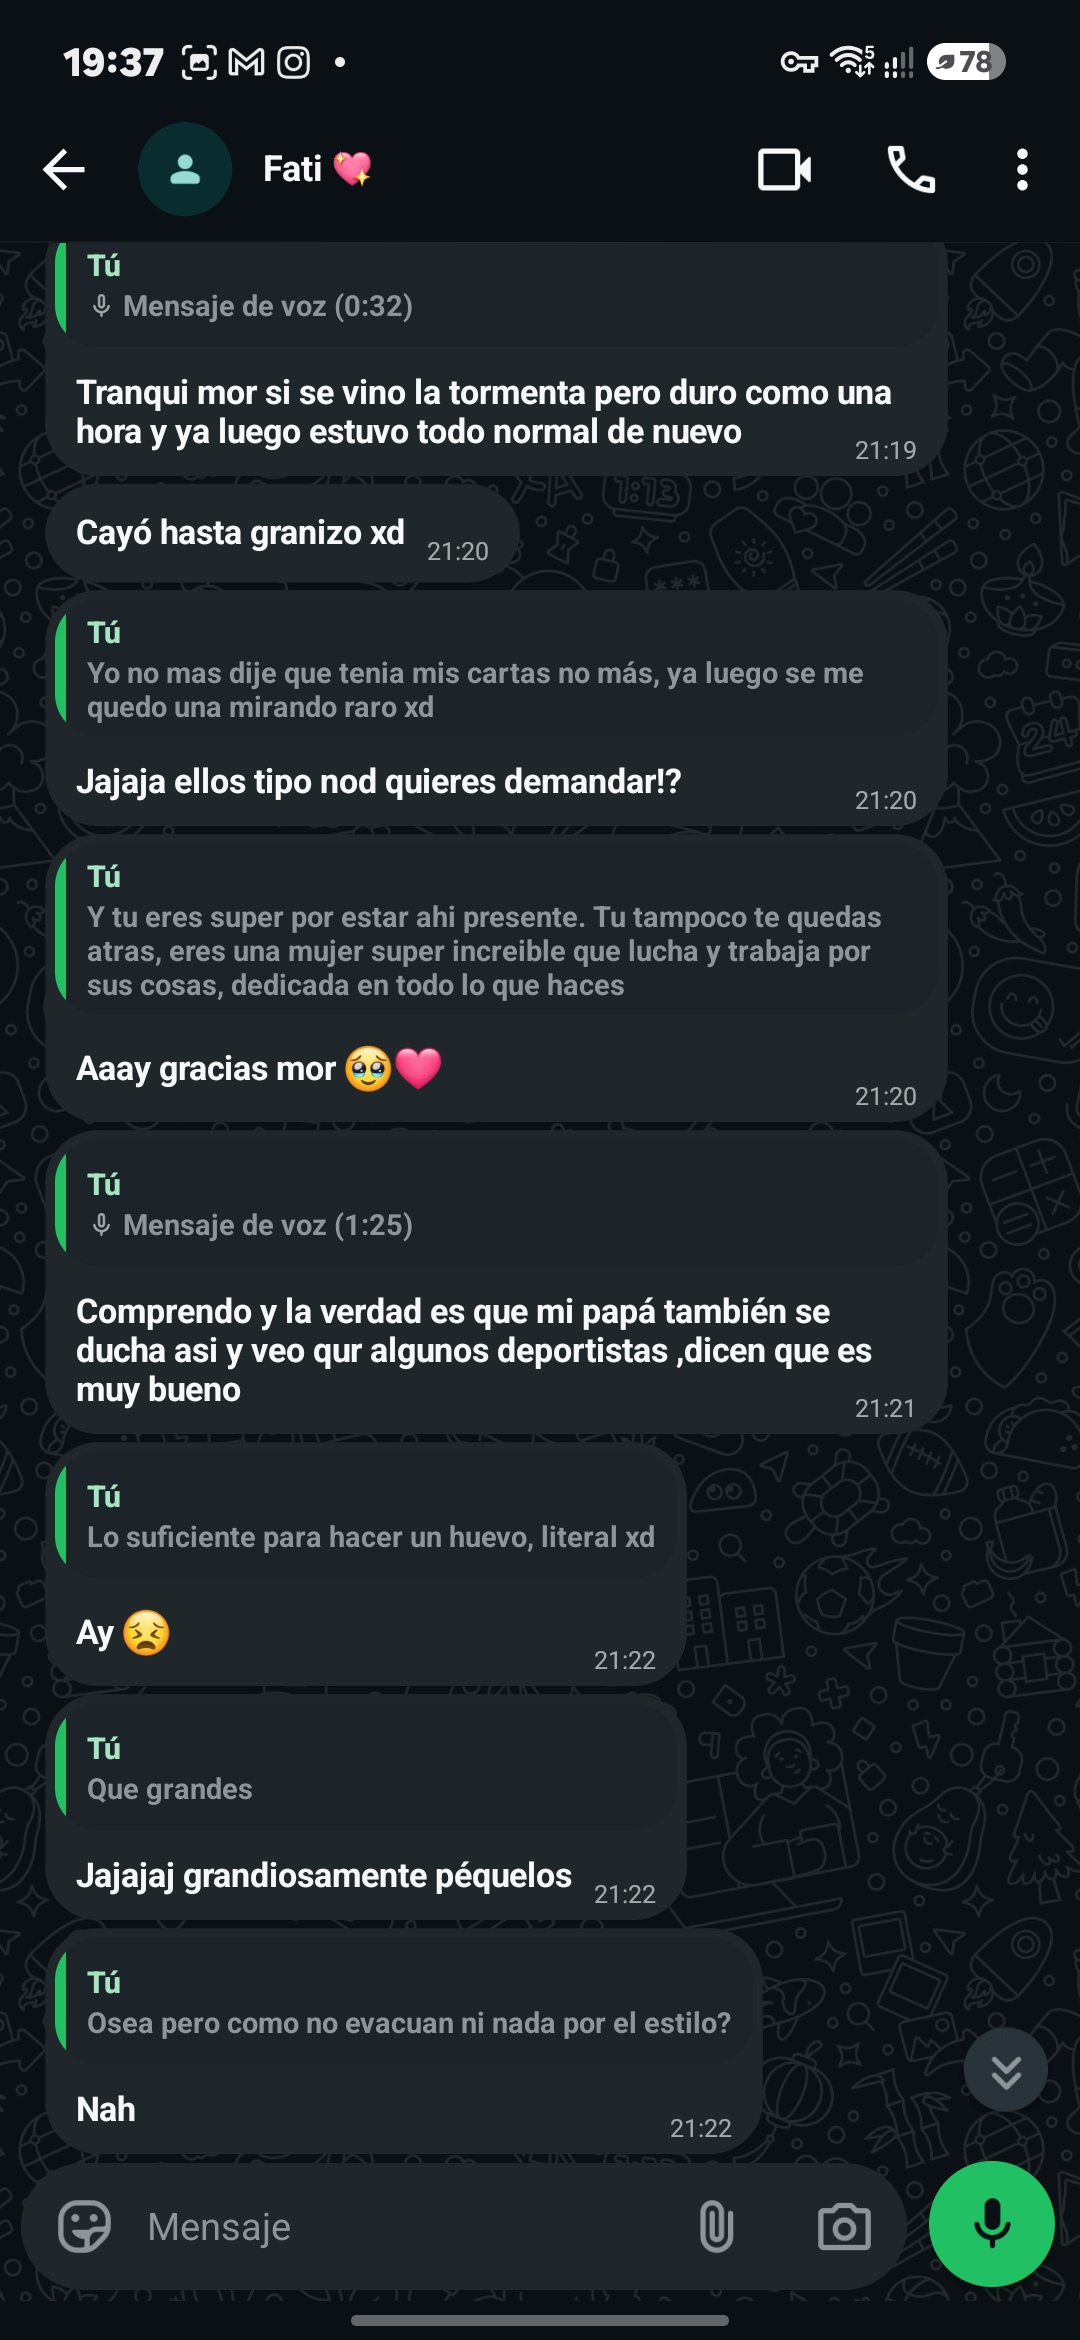 19:37
5
78
Fati 💖
Tú
Mensaje de voz (0:32)
Tranqui mor si se vino la tormenta pero duro como una
hora y ya luego estuvo todo normal de nuevo
21:19
Cayó hasta granizo xd
21:20
Tú
Yo no mas dije que tenia mis cartas no más, ya luego se me
quedo una mirando raro xd
Jajaja ellos tipo nod quieres demandar!?
21:20
Tú
Y tu eres super por estar ahi presente. Tu tampoco te quedas
atras, eres una mujer super increible que lucha y trabaja por
sus cosas, dedicada en todo lo que haces
Aaay gracias mor 🥹🩷
21:20
Tú
Mensaje de voz (1:25)
Comprendo y la verdad es que mi papá también se
ducha asi y veo qur algunos deportistas ,dicen que es
muy bueno
21:21
Tú
Lo suficiente para hacer un huevo, literal xd
Ay 😣
21:22
Tú
Que grandes
Jajajaj grandiosamente péquelos
21:22
Tú
Osea pero como no evacuan ni nada por el estilo?
Nah
21:22
Mensaje